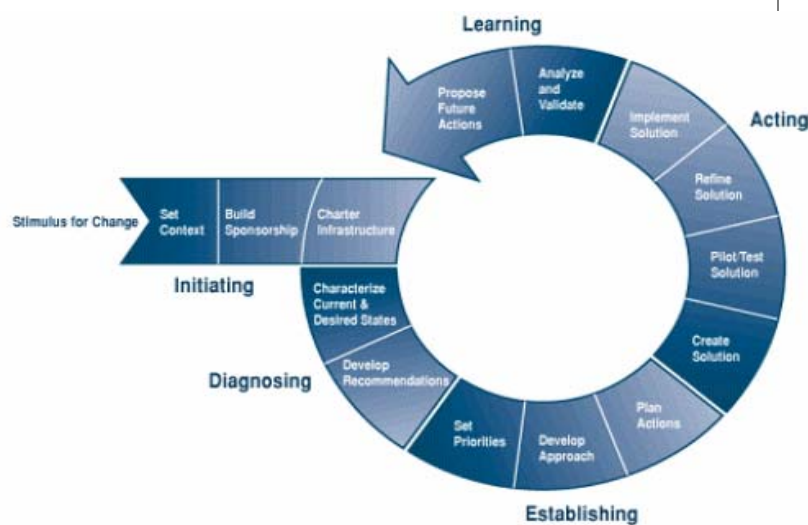 Learning
Propose
Future
Actions
Analyze
and
Validate
Implement
Solution
Acting
Refine
Solution
Pilot/Test
Solution
Create
Solution
Stimulus for Change
Set
Context
Build
Sponsorship
Charter
Infrastructure
Initiating
Characterize
Current &
Desired States
Diagnosing
Develop
Recommendations
Set
Priorities
Develop
Approach
Plan
Actions
Establishing